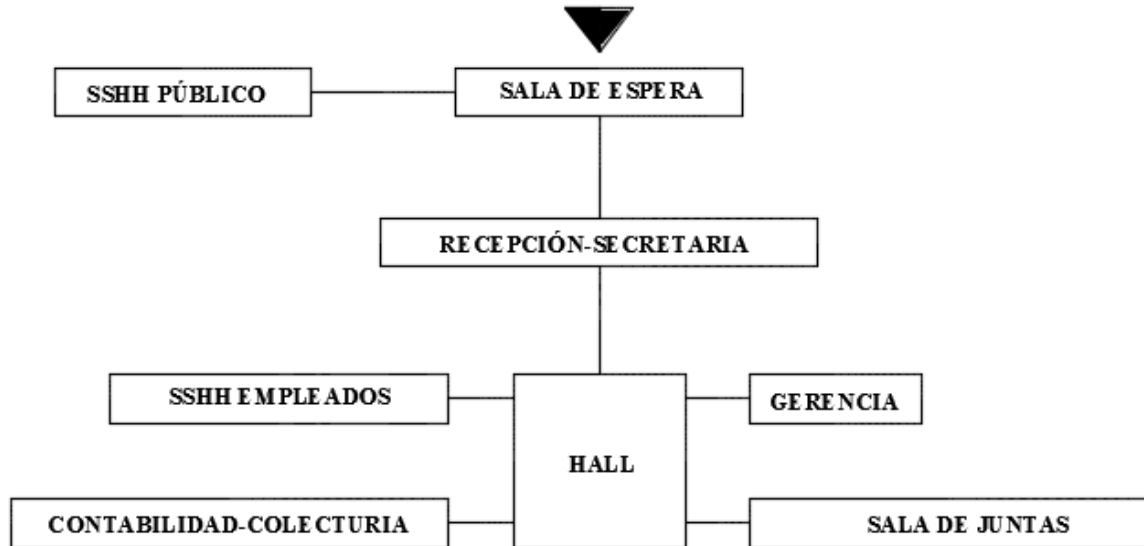 SSHH PÚBLICO
SALA DE ESPERA
RECEPCIÓN-SECRETARIA
SSHH EMPLEADOS
GERENCIA
HALL
CONTABILIDAD-COLECTURIA
SALA DE JUNTAS